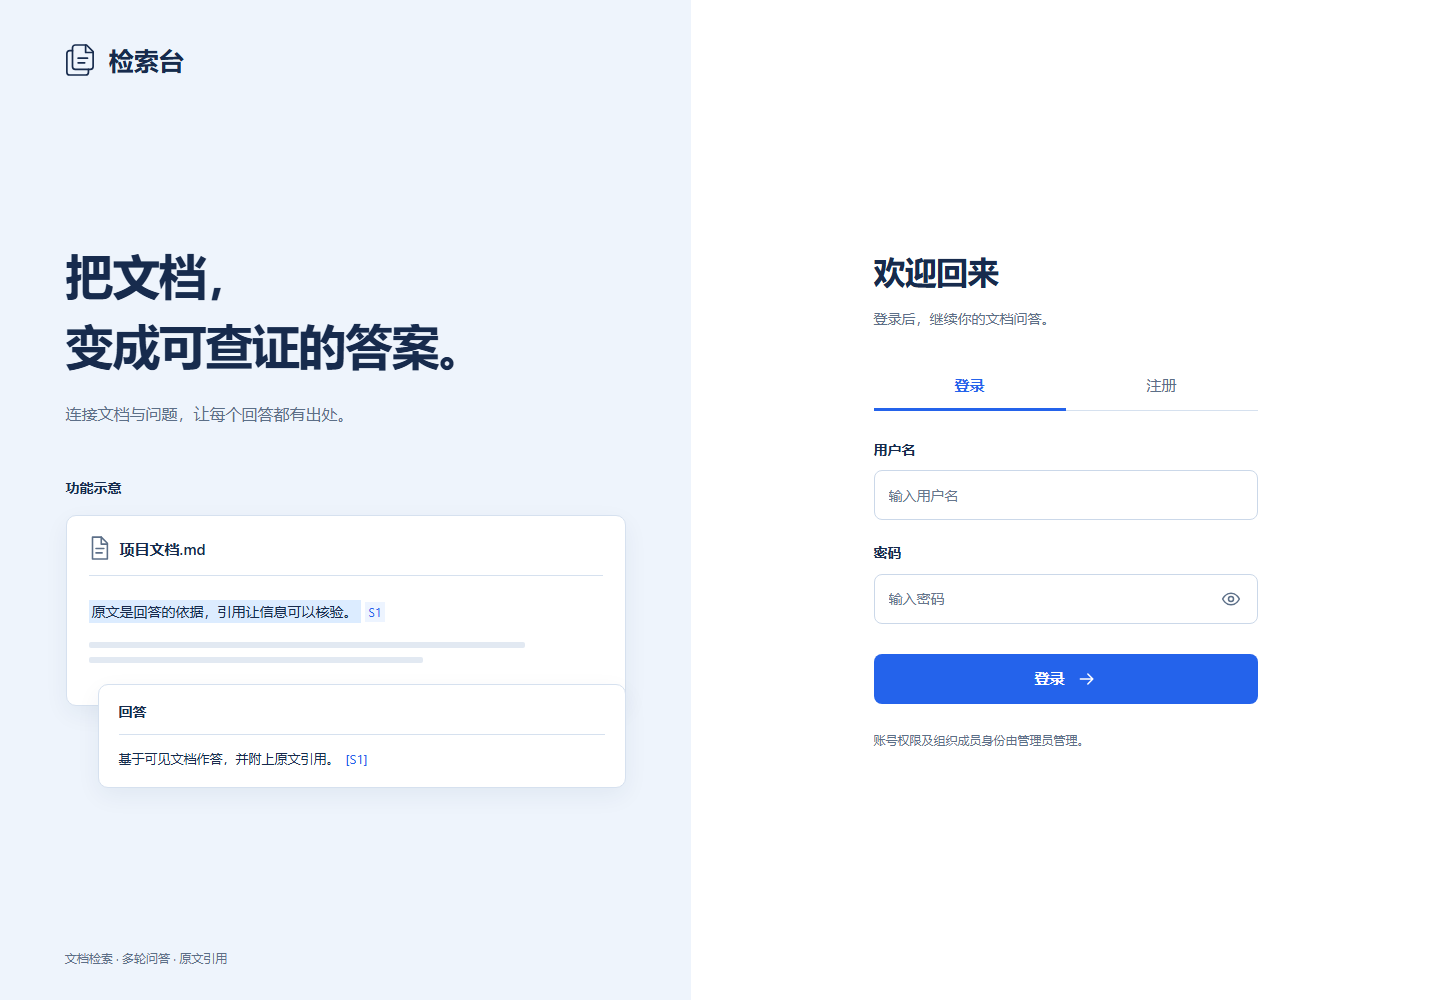 检索台
把文档，
变成可查证的答案。
连接文档与问题，让每个回答都有出处。
功能示意
项目文档.md
原文是回答的依据，引用让信息可以核验。 S1
回答
基于可见文档作答，并附上原文引用。 [S1]
文档检索 · 多轮问答 · 原文引用
欢迎回来
登录后，继续你的文档问答。
登录 注册
用户名
输入用户名
密码
输入密码
登录 →
账号权限及组织成员身份由管理员管理。